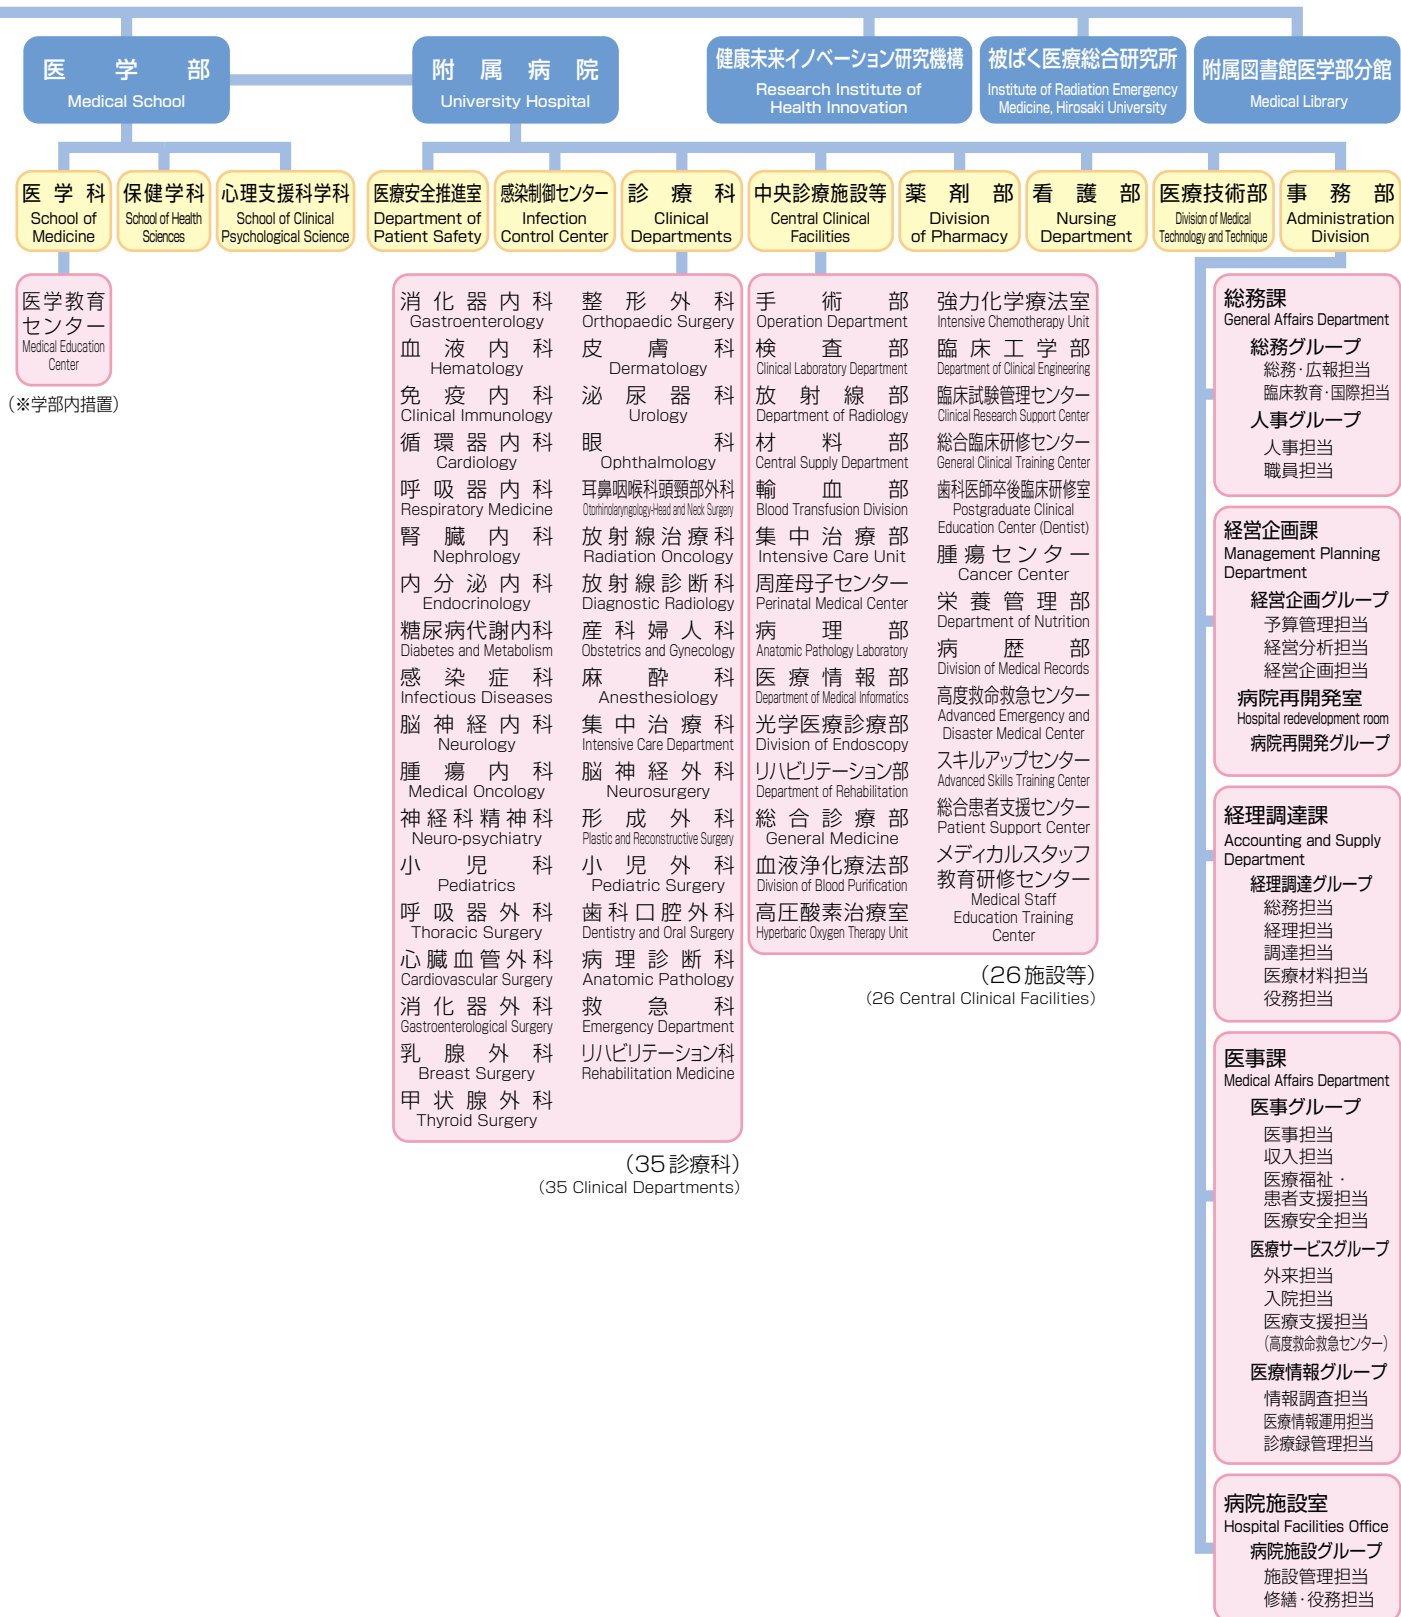 医学部
Medical School
附属病院
University Hospital
健康未来イノベーション研究機構
Research Institute of
Health Innovation
被ばく医療総合研究所
Institute of Radiation Emergency
Medicine, Hirosaki University
附属図書館医学部分館
Medical Library
医学科
School of
Medicine
保健学科
School of Health
Sciences
心理支援科学科
School of Clinical
Psychological Science
医療安全推進室
Department of
Patient Safety
感染制御センター
Infection
Control Center
診療科
Clinical
Departments
中央診療施設等
Central Clinical
Facilities
薬剤部
Division
of Pharmacy
看護部
Nursing
Department
医療技術部
Division of Medical
Technology and Technique
事務部
Administration
Division
医学教育
センター
Medical Education
Center
(※学部内措置)
消化器内科
Gastroenterology
血液内科
Hematology
免疫内科
Clinical Immunology
循環器内科
Cardiology
呼吸器内科
Respiratory Medicine
腎臓内科
Nephrology
内分泌内科
Endocrinology
糖尿病代謝内科
Diabetes and Metabolism
感染症科
Infectious Diseases
脳神経内科
Neurology
腫瘍内科
Medical Oncology
神経科精神科
Neuro-psychiatry
小児科
Pediatrics
呼吸器外科
Thoracic Surgery
心臓血管外科
Cardiovascular Surgery
消化器外科
Gastroenterological Surgery
乳腺外科
Breast Surgery
甲状腺外科
Thyroid Surgery
整形外科
Orthopaedic Surgery
皮膚科
Dermatology
泌尿器科
Urology
眼科
Ophthalmology
耳鼻咽喉科頭頸部外科
Otorhinolaryngology-Head and Neck Surgery
放射線治療科
Radiation Oncology
放射線診断科
Diagnostic Radiology
産科婦人科
Obstetrics and Gynecology
麻酔科
Anesthesiology
集中治療科
Intensive Care Department
脳神経外科
Neurosurgery
形成外科
Plastic and Reconstructive Surgery
小児外科
Pediatric Surgery
歯科口腔外科
Dentistry and Oral Surgery
病理診断科
Anatomic Pathology
救急科
Emergency Department
リハビリテーション科
Rehabilitation Medicine
(35診療科)
(35 Clinical Departments)
手術部
Operation Department
検査部
Clinical Laboratory Department
放射線部
Department of Radiology
材料部
Central Supply Department
輸血部
Blood Transfusion Division
集中治療部
Intensive Care Unit
周産母子センター
Perinatal Medical Center
病理部
Anatomic Pathology Laboratory
医療情報部
Department of Medical Informatics
光学医療診療部
Division of Endoscopy
リハビリテーション部
Department of Rehabilitation
総合診療部
General Medicine
血液浄化療法部
Division of Blood Purification
高圧酸素治療室
Hyperbaric Oxygen Therapy Unit
強力化学療法室
Intensive Chemotherapy Unit
臨床工学部
Department of Clinical Engineering
臨床試験管理センター
Clinical Research Support Center
総合臨床研修センター
General Clinical Training Center
歯科医師卒後臨床研修室
Postgraduate Clinical
Education Center (Dentist)
腫瘍センター
Cancer Center
栄養管理部
Department of Nutrition
病歴部
Division of Medical Records
高度救命救急センター
Advanced Emergency and
Disaster Medical Center
スキルアップセンター
Advanced Skills Training Center
総合患者支援センター
Patient Support Center
メディカルスタッフ
教育研修センター
Medical Staff
Education Training
Center
(26施設等)
(26 Central Clinical Facilities)
総務課
General Affairs Department
総務グループ
総務・広報担当
臨床教育・国際担当
人事グループ
人事担当
職員担当
経営企画課
Management Planning
Department
経営企画グループ
予算管理担当
経営分析担当
経営企画担当
病院再開発室
Hospital redevelopment room
病院再開発グループ
経理調達課
Accounting and Supply
Department
経理調達グループ
総務担当
経理担当
調達担当
医療材料担当
役務担当
医事課
Medical Affairs Department
医事グループ
医事担当
収入担当
医療福祉・
患者支援担当
医療安全担当
医療サービスグループ
外来担当
入院担当
医療支援担当
(高度救命救急センター)
医療情報グループ
情報調査担当
医療情報運用担当
診療録管理担当
病院施設室
Hospital Facilities Office
病院施設グループ
施設管理担当
修繕・役務担当